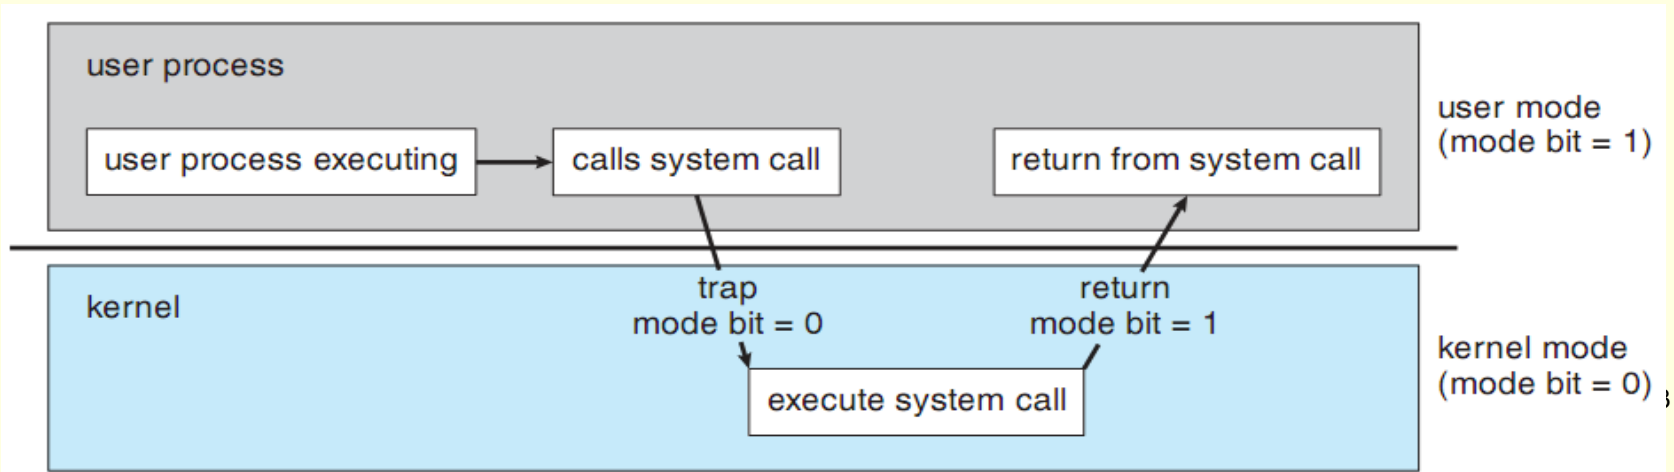 user process
user process executing
calls system call
return from system call
user mode
(mode bit = 1)
kernel
trap
mode bit = 0
return
mode bit = 1
execute system call
kernel mode
(mode bit = 0)